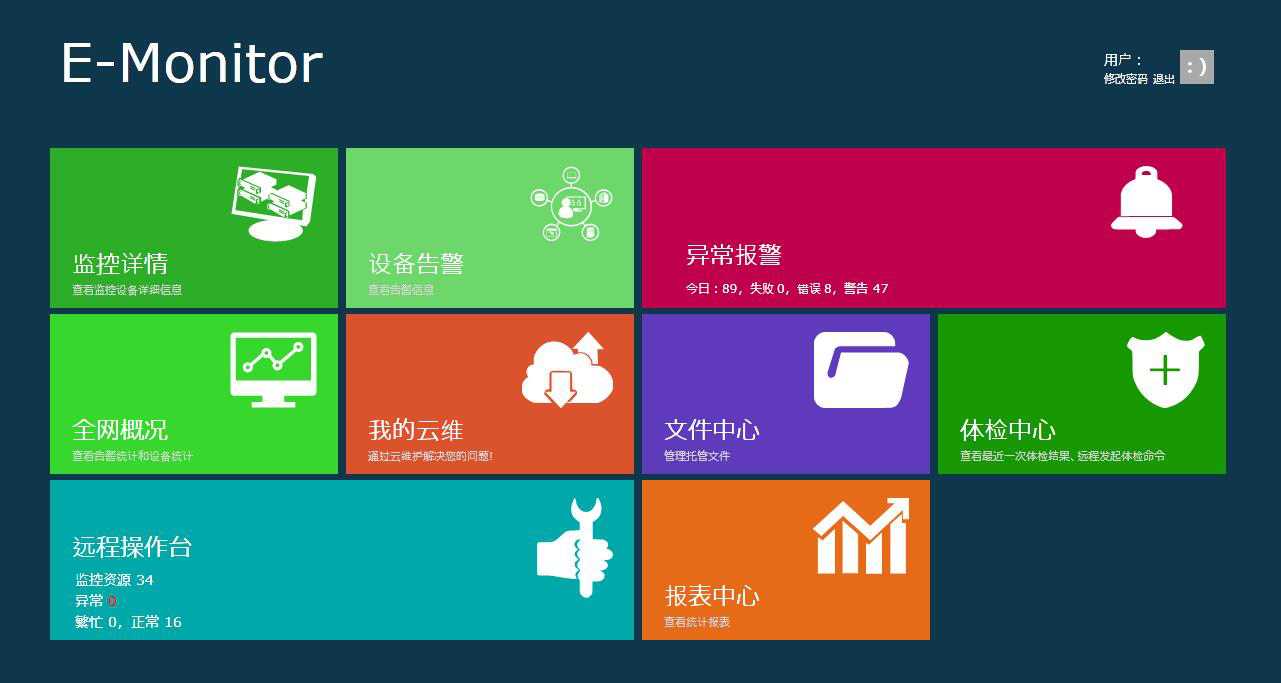 E-Monitor
用户：
修改密码 退出
:)
监控详情
查看监控设备详细信息
设备告警
查看告警信息
异常报警
今日：89，失败 0，错误 8，警告 47
全网概况
查看告警统计和设备统计
我的云维
通过云维护解决您的问题!
文件中心
管理托管文件
体检中心
查看最近一次体检结果、远程发起体检命令
远程操作台
监控资源 34
异常 0
繁忙 0，正常 16
报表中心
查看统计报表